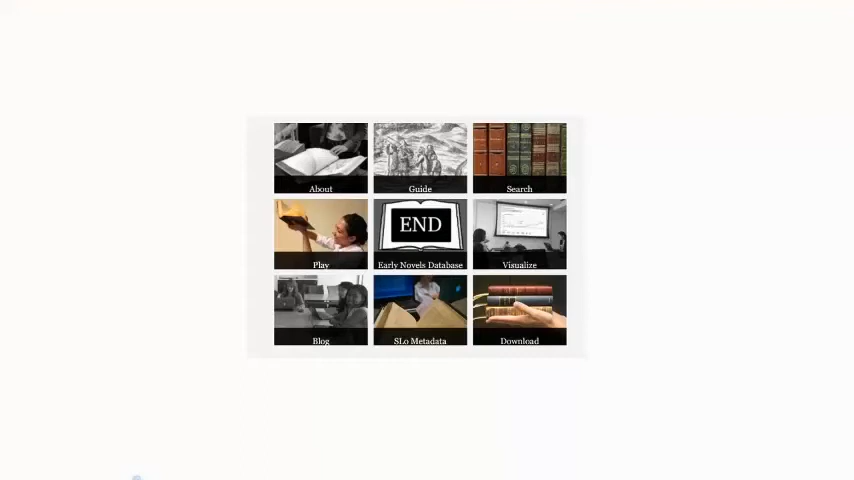 About
Guide
Search
Play
END
Early Novels Database
Visualize
Blog
SLo Metadata
Download